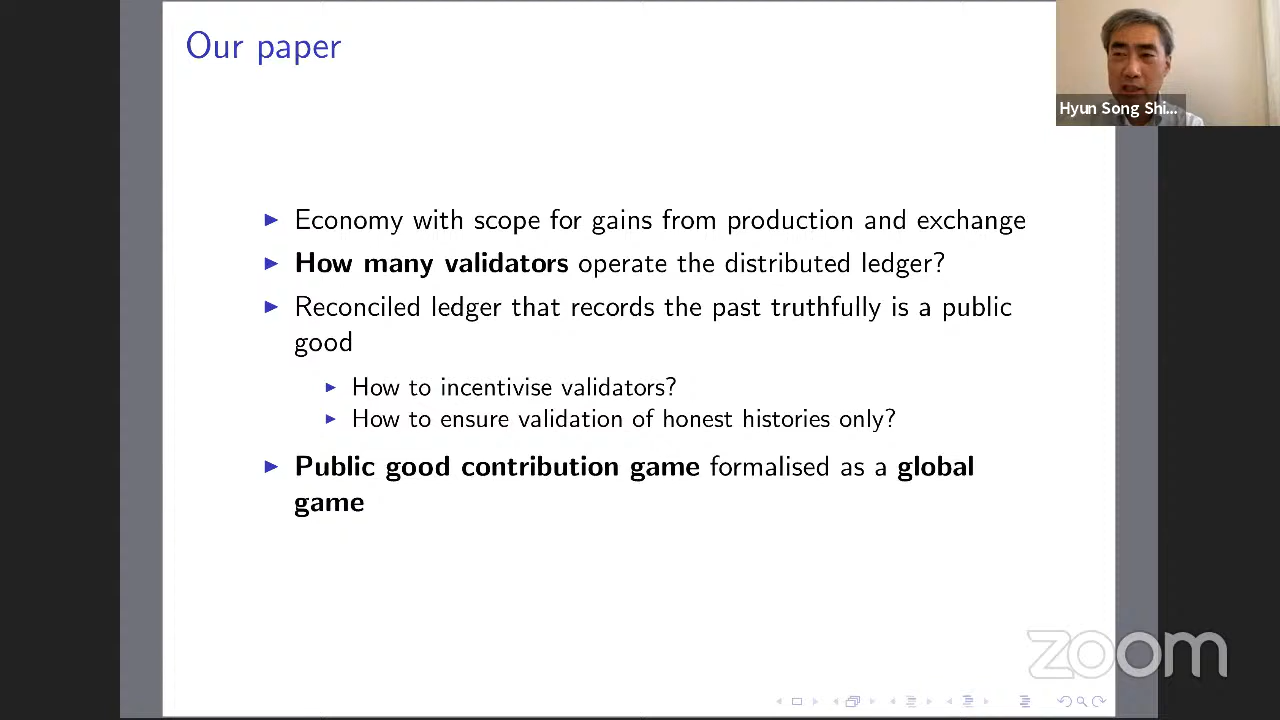 Our paper
Hyun Song Shi...
Economy with scope for gains from production and exchange
How many validators operate the distributed ledger?
Reconciled ledger that records the past truthfully is a public
good
How to incentivise validators?
How to ensure validation of honest histories only?
Public good contribution game formalised as a global
game
zoom